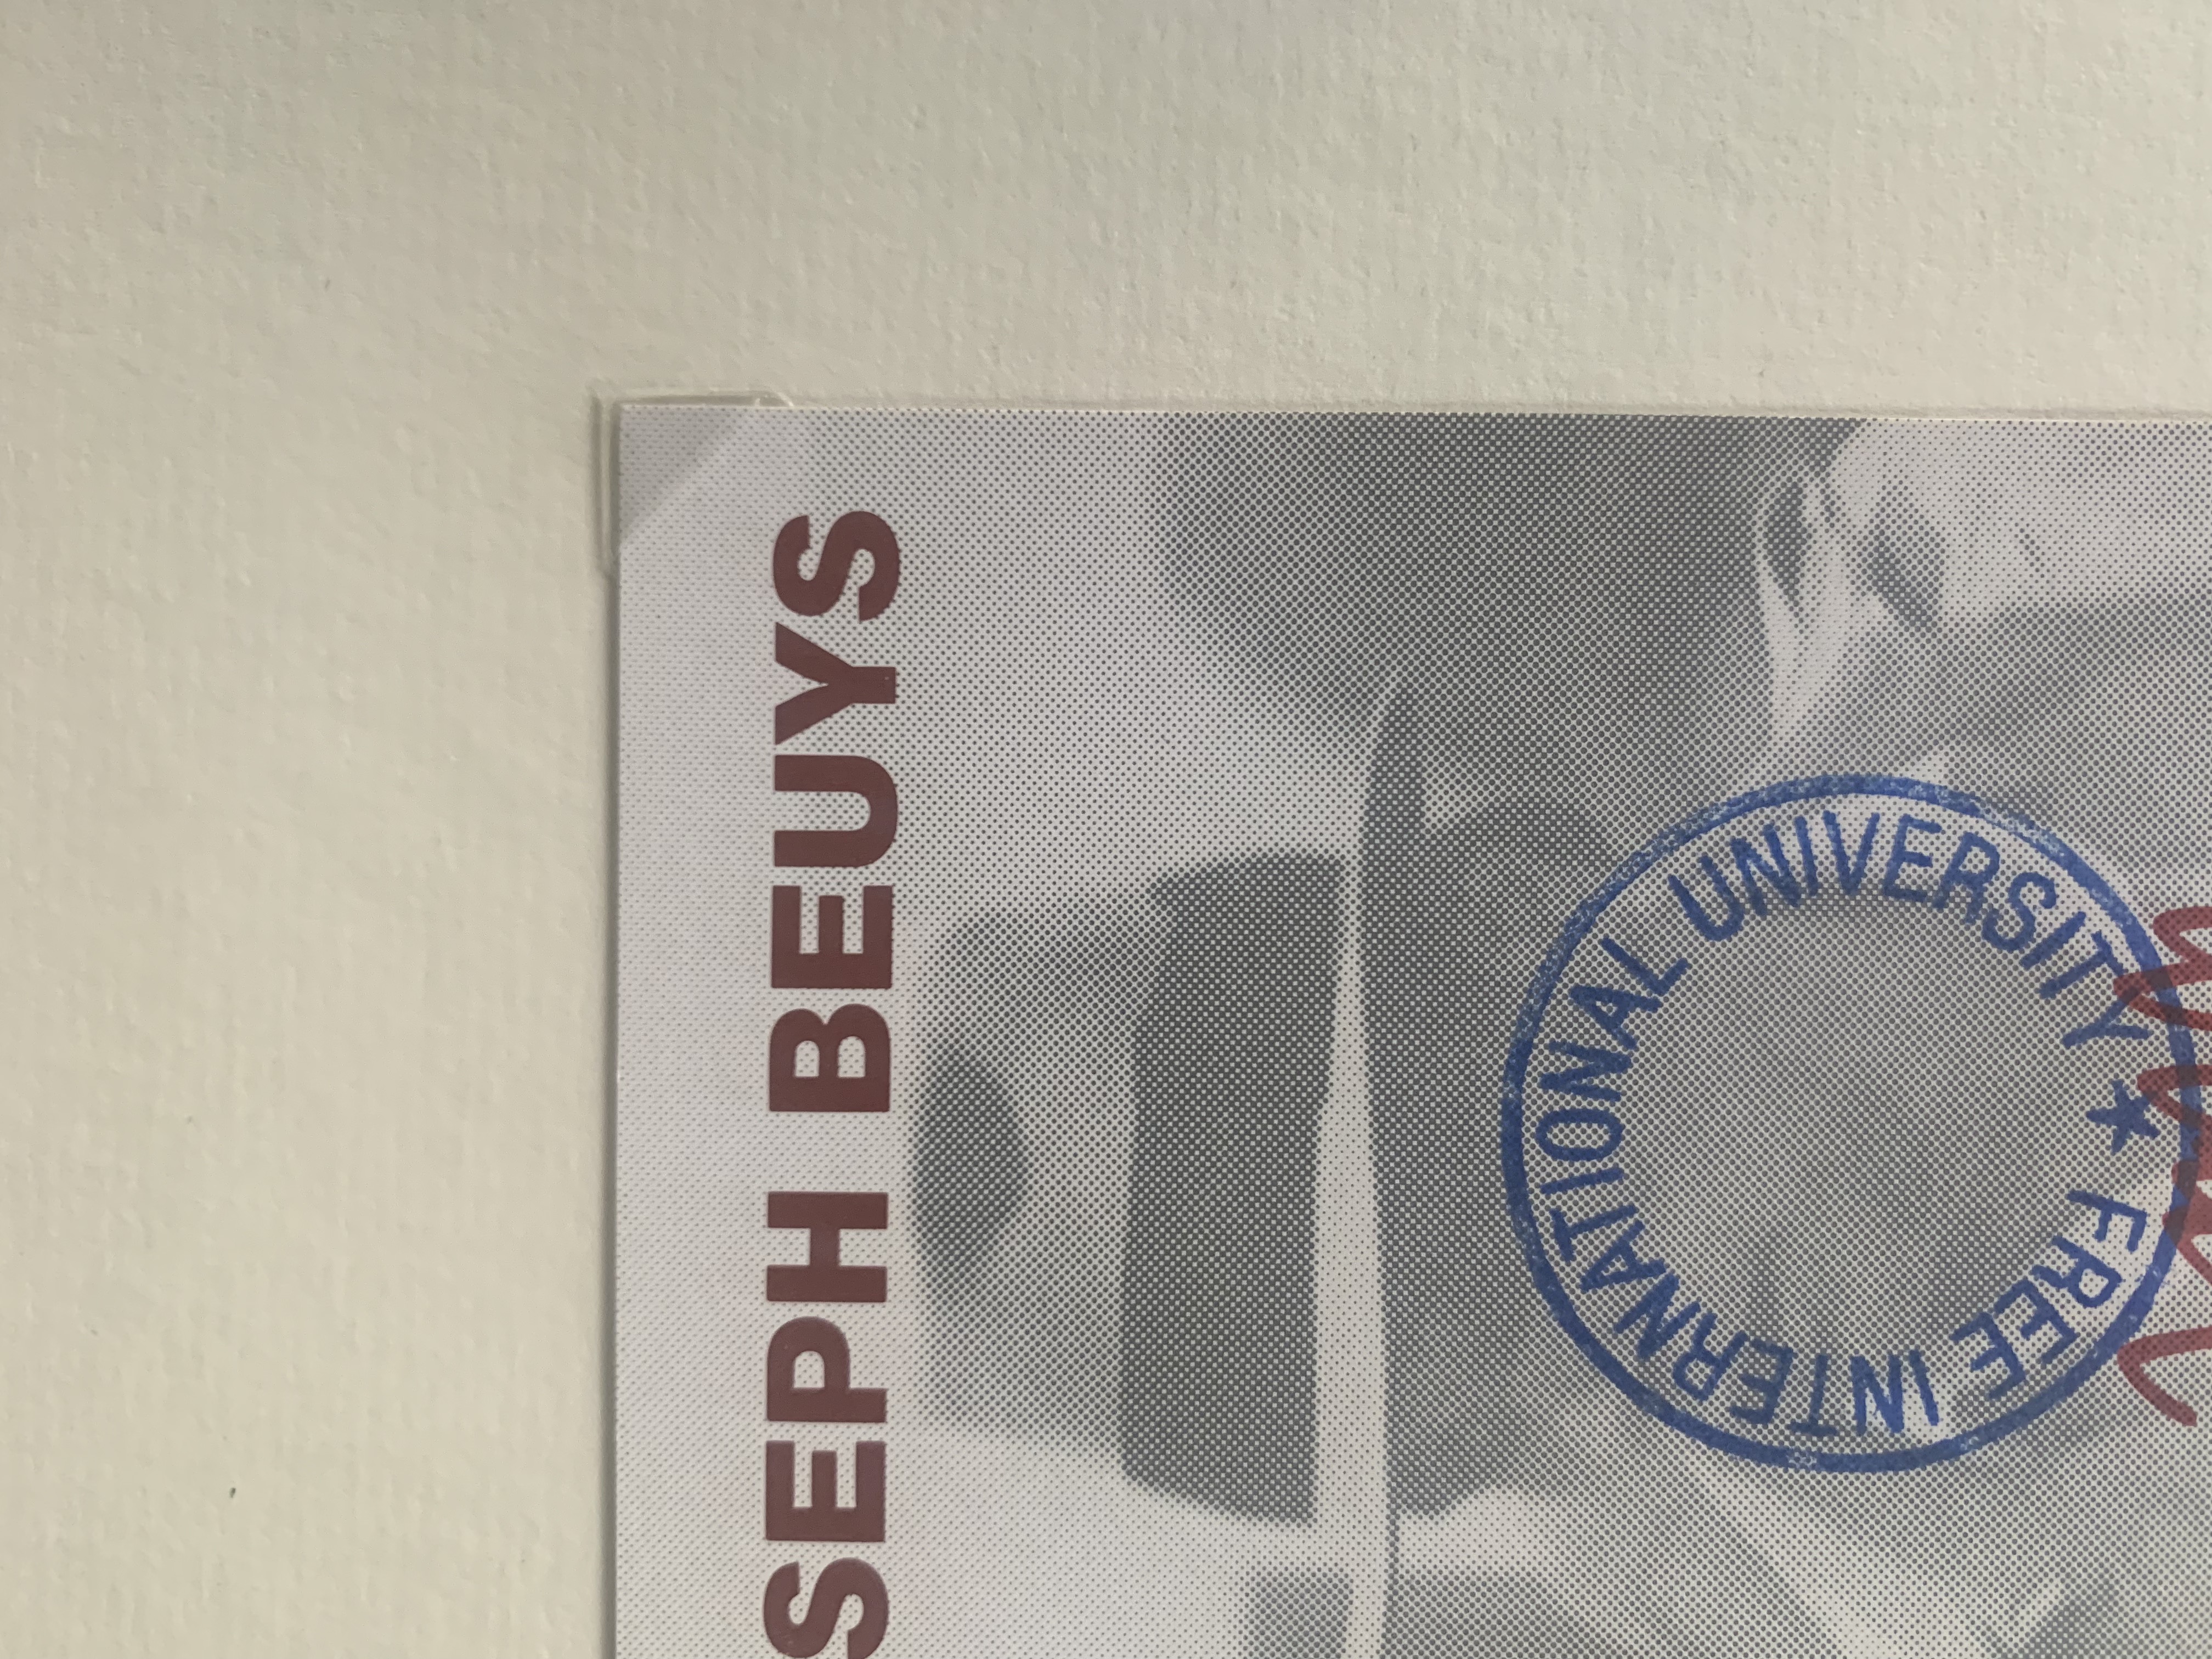 SEPH BEUYS
FREE INTERNATIONAL UNIVERSITY ★